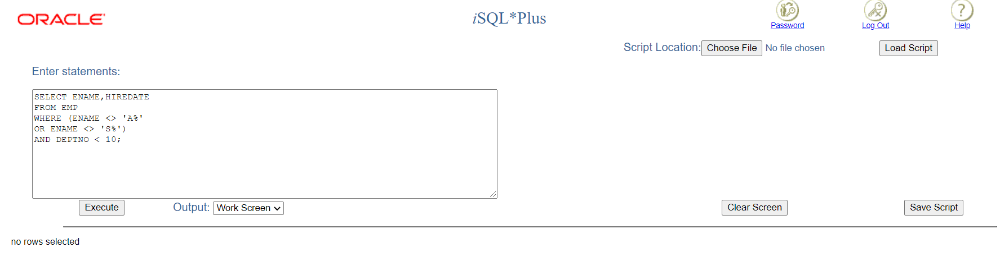 ORACLE
iSQL*Plus
Password
Log Out
Help
Script Location: Choose File No file chosen
Load Script
Enter statements:
SELECT ENAME,HIREDATE
FROM EMP
WHERE (ENAME <> 'A%'
OR ENAME <> 'S%')
AND DEPTNO < 10;
Execute
Output: Work Screen
Clear Screen
Save Script
no rows selected